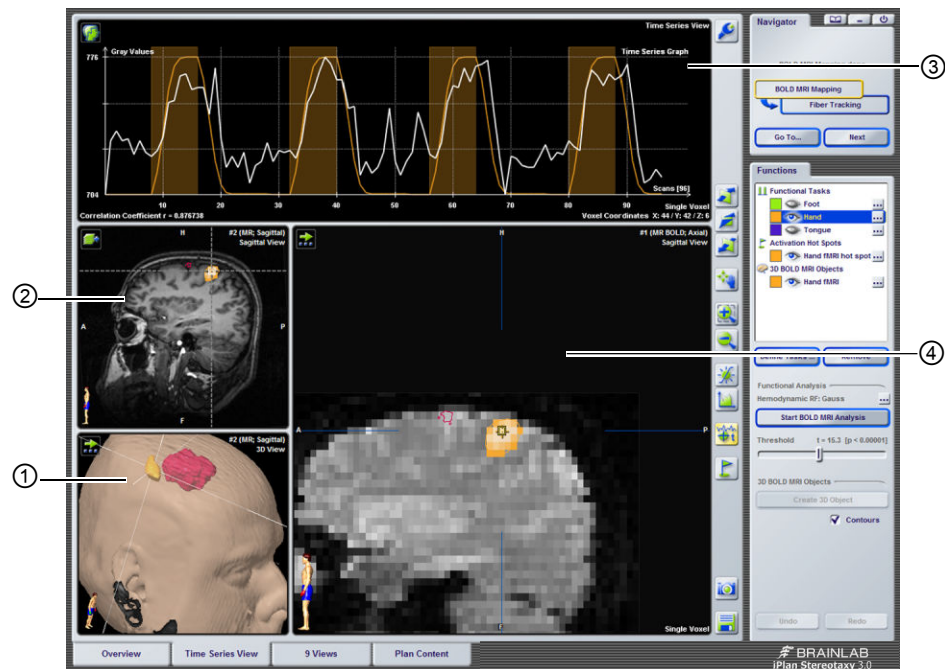 Time Series View
Gray Values
Time Series Graph
776
704
10
20
30
40
50
60
70
80
90
Scans [96]
Single Voxel
Correlation Coefficient r = 0.876738
Voxel Coordinates X: 44 / Y: 42 / Z: 6
#2 (MR; Sagittal)
Sagittal View
H
A
P
F
#2 (MR; Sagittal)
3D View
#1 (MR BOLD; Axial)
Sagittal View
H
A
P
F
Single Voxel
Navigator
BOLD MRI Mapping
Fiber Tracking
Go To...
Next
Functions
Functional Tasks
Foot
...
Hand
...
Tongue
...
Activation Hot Spots
Hand fMRI hot spot
...
3D BOLD MRI Objects
Hand fMRI
...
Define Tasks ...
Remove
Functional Analysis
Hemodynamic RF: Gauss
...
Start BOLD MRI Analysis
Threshold
t = 15.3 [p < 0.00001]
3D BOLD MRI Objects
Create 3D Object
Contours
Undo
Redo
Overview
Time Series View
9 Views
Plan Content
BRAINLAB
iPlan Stereotaxy 3.0
①
②
③
④